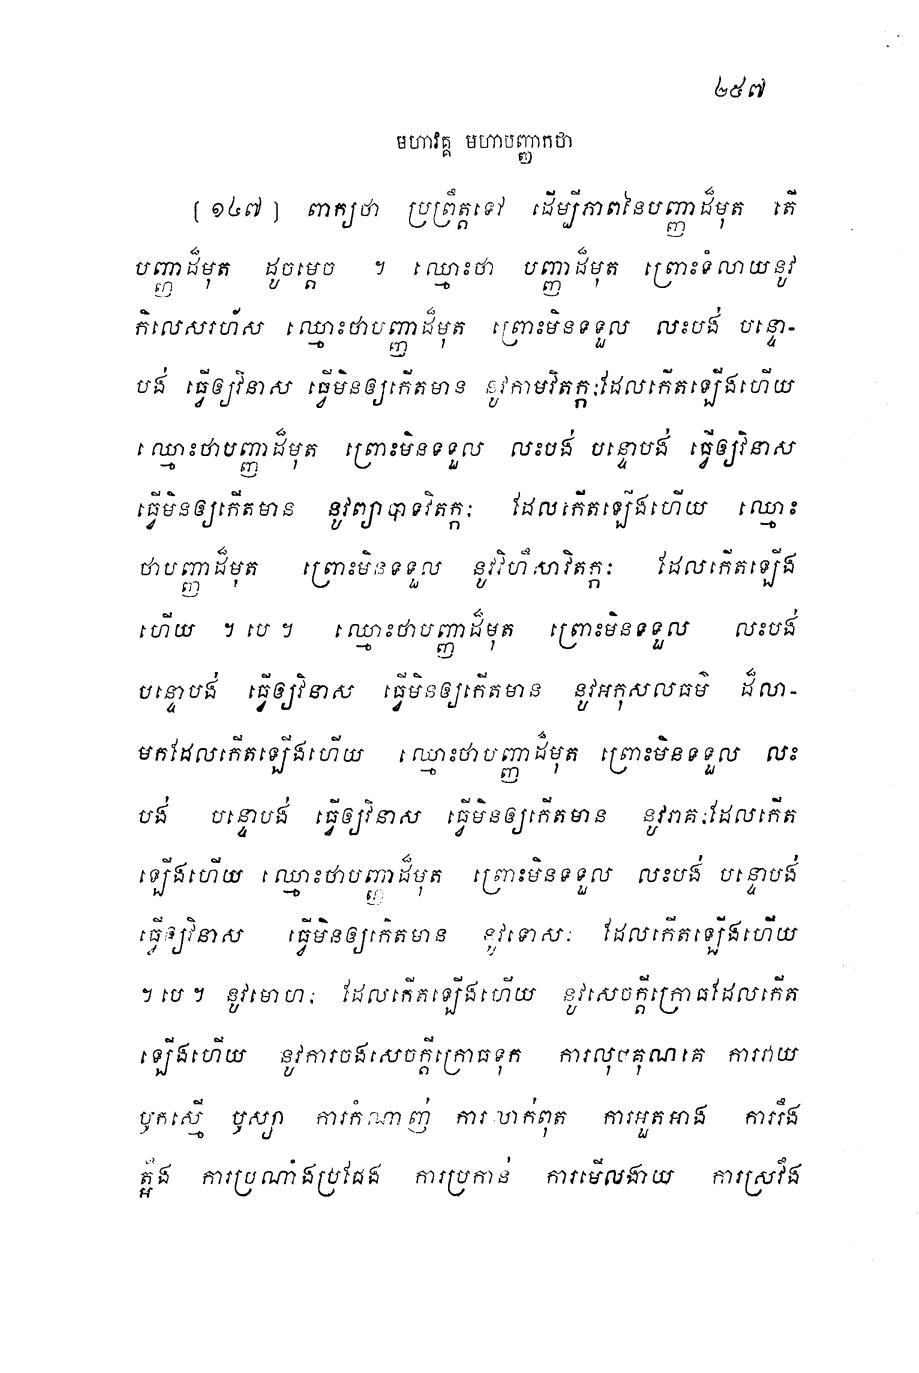 ២៥៧
មហាវគ្គ មហាបញ្ញាកថា
(១៤៧) ពាក្យថា ប្រព្រឹត្តទៅ ដើម្បីភាពនៃបញ្ញាដ៏មុត តើ
បញ្ញាដ៏មុត ដូចម្តេច ។ ឈ្មោះថា បញ្ញាដ៏មុត ព្រោះទំលាយនូវ
កិលេសរហ័ស ឈ្មោះថាបញ្ញាដ៏មុត ព្រោះមិនទទួល លះបង់ បន្ទោ-
បង់ ធ្វើឲ្យវិនាស ធ្វើមិនឲ្យកើតមាន នូវកាមវិតក្កៈដែលកើតឡើងហើយ
ឈ្មោះថាបញ្ញាដ៏មុត ព្រោះមិនទទួល លះបង់ បន្ទោបង់ ធ្វើឲ្យវិនាស
ធ្វើមិនឲ្យកើតមាន នូវព្យាបាទវិតក្កៈ ដែលកើតឡើងហើយ ឈ្មោះ
ថាបញ្ញាដ៏មុត ព្រោះមិនទទួល នូវវិហឹសាវិតក្កៈ ដែលកើតឡើង
ហើយ ។ បេ ។ ឈ្មោះថាបញ្ញាដ៏មុត ព្រោះមិនទទួល លះបង់
បន្ទោបង់ ធ្វើឲ្យវិនាស ធ្វើមិនឲ្យកើតមាន នូវអកុសលធម៌ ដ៏លា-
មកដែលកើតឡើងហើយ ឈ្មោះថាបញ្ញាដ៏មុត ព្រោះមិនទទួល លះ
បង់ បន្ទោបង់ ធ្វើឲ្យវិនាស ធ្វើមិនឲ្យកើតមាន នូវរាគៈដែលកើត
ឡើងហើយ ឈ្មោះថាបញ្ញាដ៏មុត ព្រោះមិនទទួល លះបង់ បន្ទោបង់
ធ្វើឲ្យវិនាស ធ្វើមិនឲ្យកើតមាន នូវទោសៈ ដែលកើតឡើងហើយ
។ បេ ។ នូវមោហៈ ដែលកើតឡើងហើយ នូវសេចក្តីក្រោធដែលកើត
ឡើងហើយ នូវការចងសេចក្តីក្រោធទុក ការលុបគុណគេ ការវាយ
ឫកស្មើ ឫស្យា ការកំណាញ់ ការឃាក់ពុត ការអួតអាង ការរឹង
ត្អឹង ការប្រណាំងប្រជែង ការប្រកាន់ ការមើលងាយ ការស្រវឹង